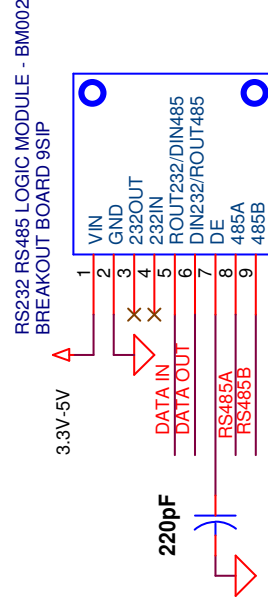 RS232 RS485 LOGIC MODULE - BM002
BREAKOUT BOARD 9SIP
3.3V-5V
1 VIN
2 GND
3 232OUT
4 232IN
5 ROUT232/DIN485
6 DIN232/ROUT485
7 DE
8 485A
9 485B
DATA IN
DATA OUT
RS485A
RS485B
220pF